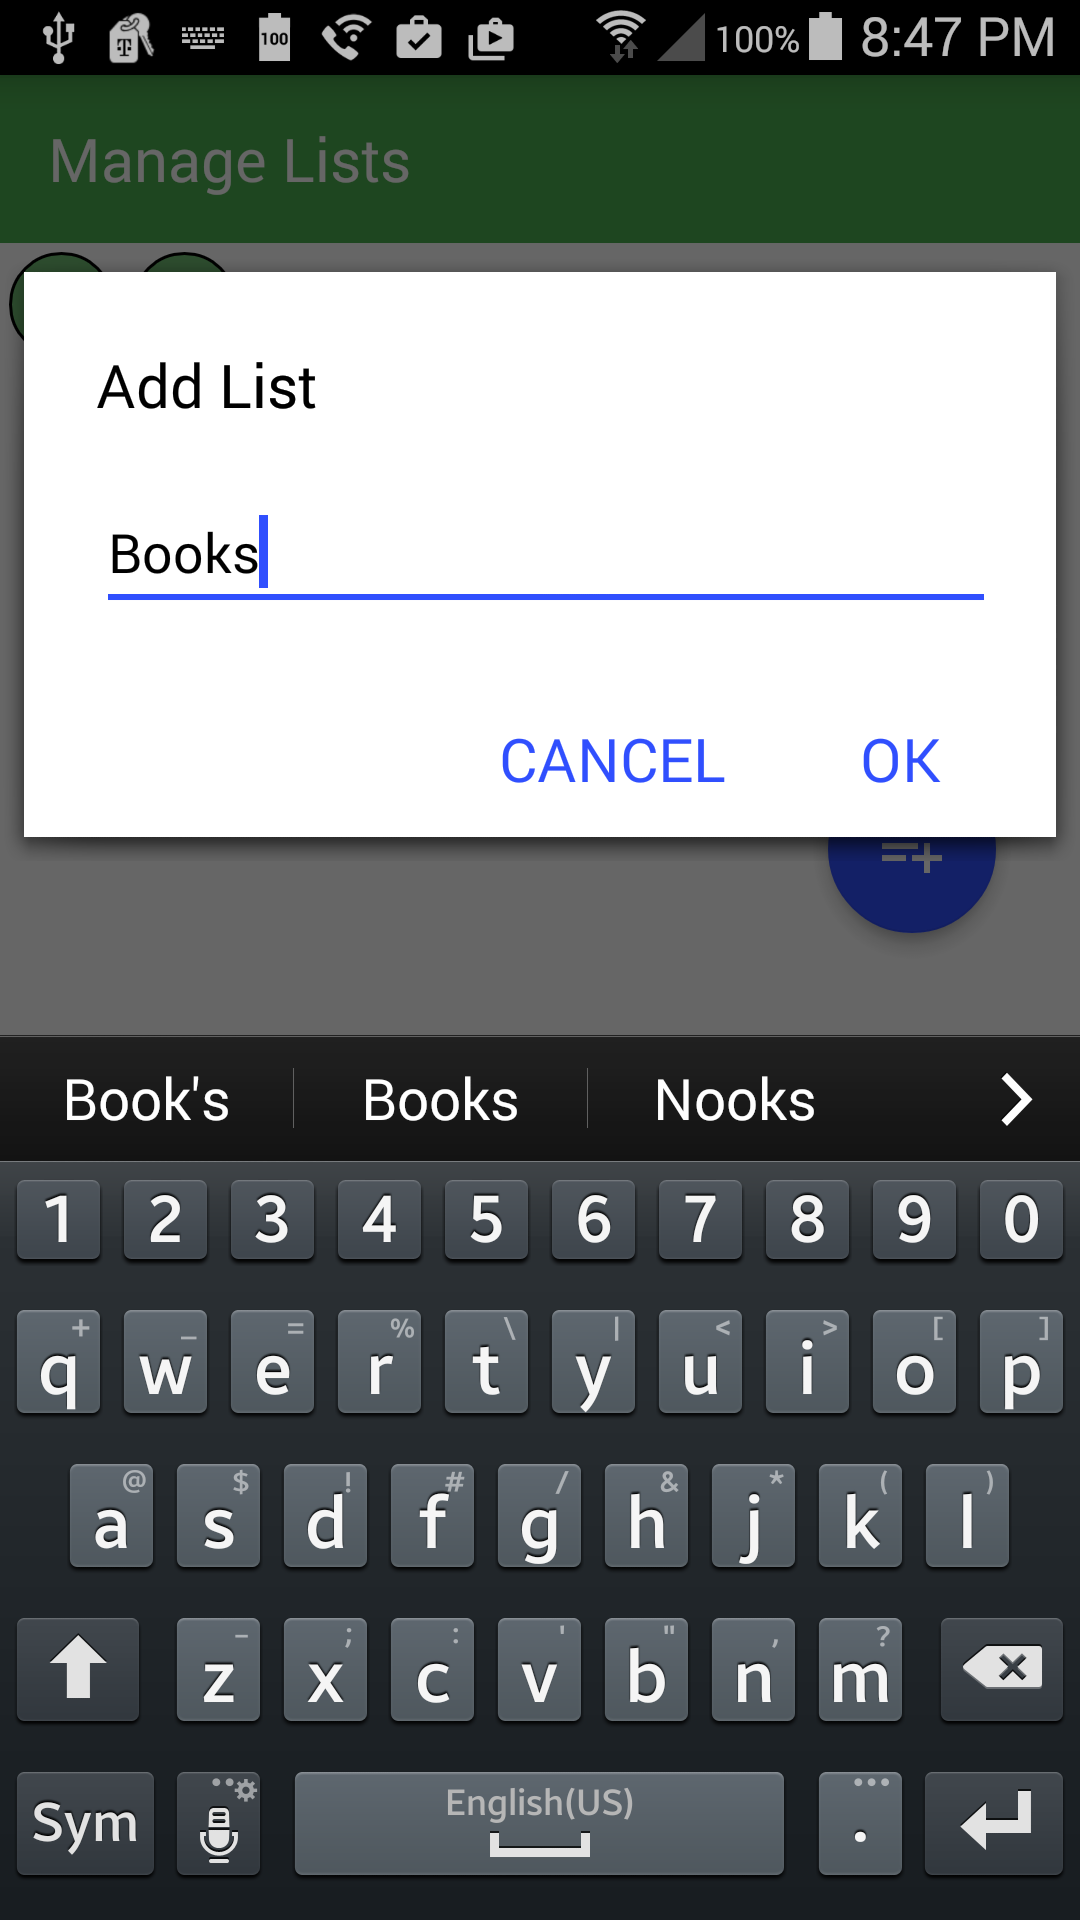 100 100% 8:47 PM
Manage Lists
Add List
Books
CANCEL OK
Book's Books Nooks
1 2 3 4 5 6 7 8 9 0
+ _ = % \ | < > [ ]
q w e r t y u i o p
@ $ ! # / & * ( )
a s d f g h j k l
- ; : ' " , ?
z x c v b n m
Sym English(US) .